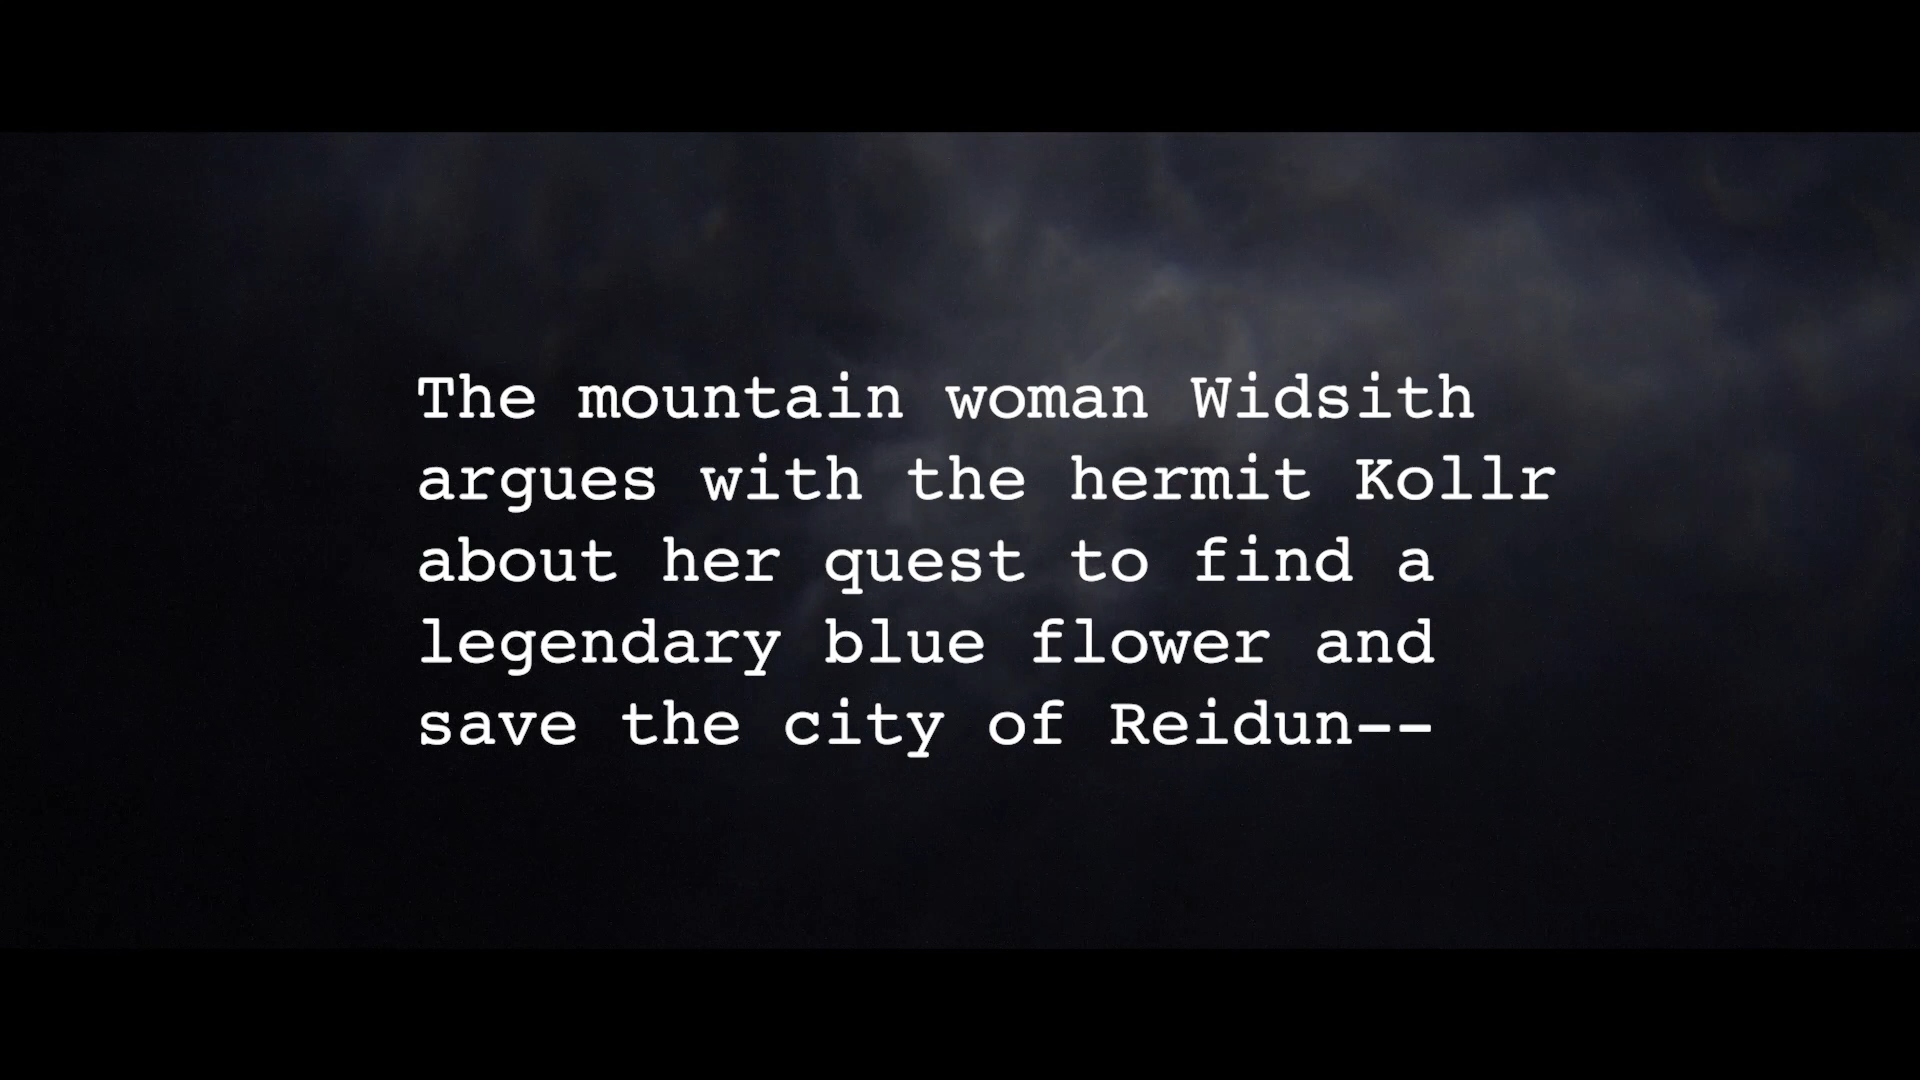 The mountain woman Widsith
argues with the hermit Kollr
about her quest to find a
legendary blue flower and
save the city of Reidun--